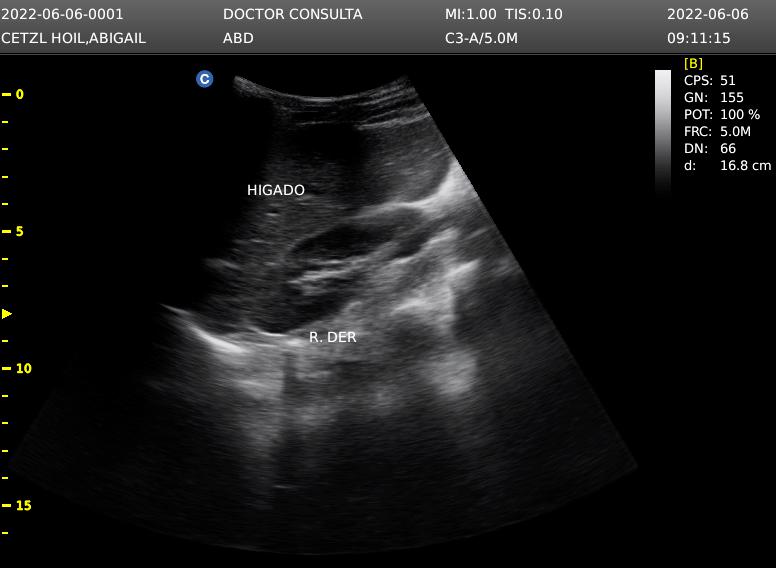 2022-06-06-0001 DOCTOR CONSULTA MI:1.00 TIS:0.10 2022-06-06
CETZL HOIL,ABIGAIL ABD C3-A/5.0M 09:11:15
C
[B]
CPS: 51
GN: 155
POT: 100 %
FRC: 5.0M
DN: 66
d: 16.8 cm
0
HIGADO
5
R. DER
10
15